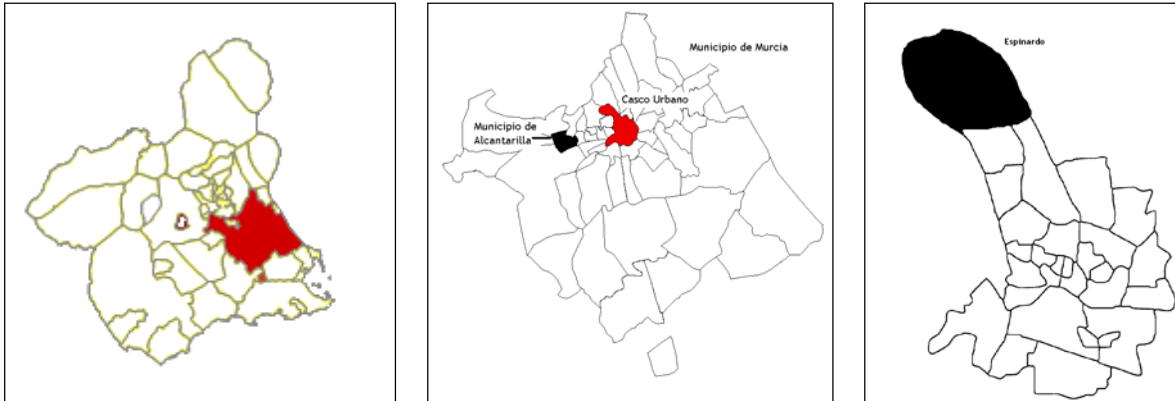 Municipio de Murcia
Casco Urbano
Municipio de
Alcantarilla
Espinardo